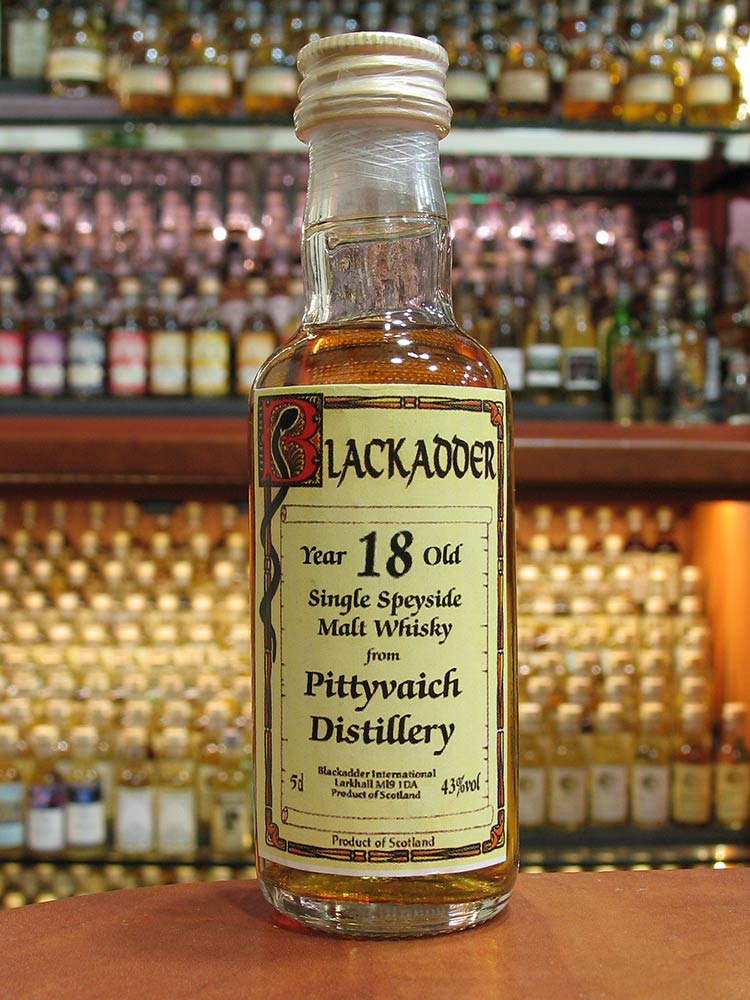 BLACKADDER
Year 18 Old
Single Speyside
Malt Whisky
from
Pittyvaich
Distillery
Blackadder International
Larkhall Ml9 1DA
Product of Scotland
5cl
43%vol
Product of Scotland